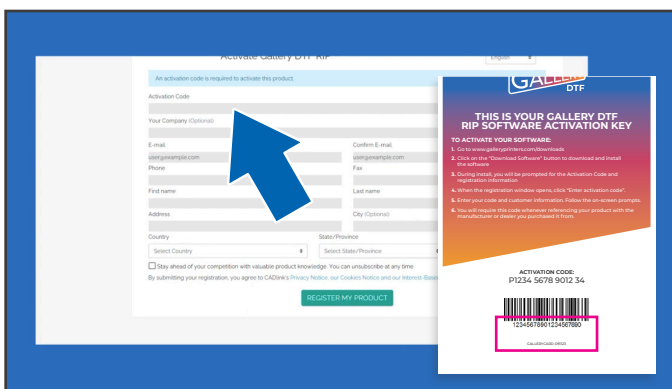 Activate Gallery DTF RIP
English
An activation code is required to activate this product.
Activation Code
Your Company (Optional)
E-mail
Confirm E-mail
user@example.com
user@example.com
Phone
Fax
First name
Last name
Address
City (Optional)
Country
State/Province
Select Country
Select State/Province
Stay ahead of your competition with valuable product knowledge. You can unsubscribe at any time.
By submitting your registration, you agree to CADlink's Privacy Notice, our Cookies Notice and our Interest-Base
REGISTER MY PRODUCT
GALLERY
DTF
THIS IS YOUR GALLERY DTF
RIP SOFTWARE ACTIVATION KEY
TO ACTIVATE YOUR SOFTWARE:
1. Go to www.galleryprinters.com/downloads
2. Click on the "Download Software" button to download and install
the software
3. During install, you will be prompted for the Activation Code and
registration information
4. When the registration window opens, click "Enter activation code".
5. Enter your code and customer information. Follow the on-screen prompts.
6. You will require this code whenever referencing your product with the
manufacturer or dealer you purchased it from.
ACTIVATION CODE:
P1234 5678 9012 34
12345678901234567890